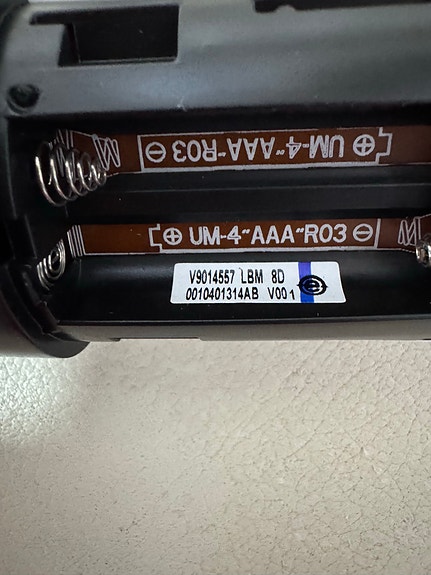 ⊖ UM-4"AAA"R03 ⊕
⊕ UM-4"AAA"R03 ⊖
V9014557 LBM 8D
0010401314AB V001